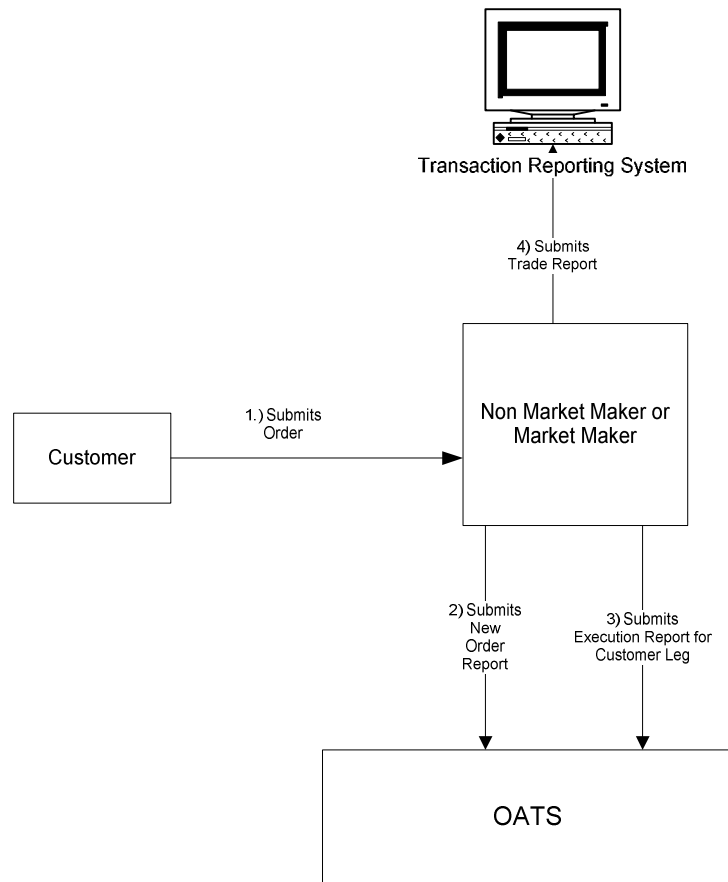 Transaction Reporting System
4) Submits
Trade Report
Non Market Maker or
Market Maker
1.) Submits
Order
Customer
2) Submits
New
Order
Report
3) Submits
Execution Report for
Customer Leg
OATS